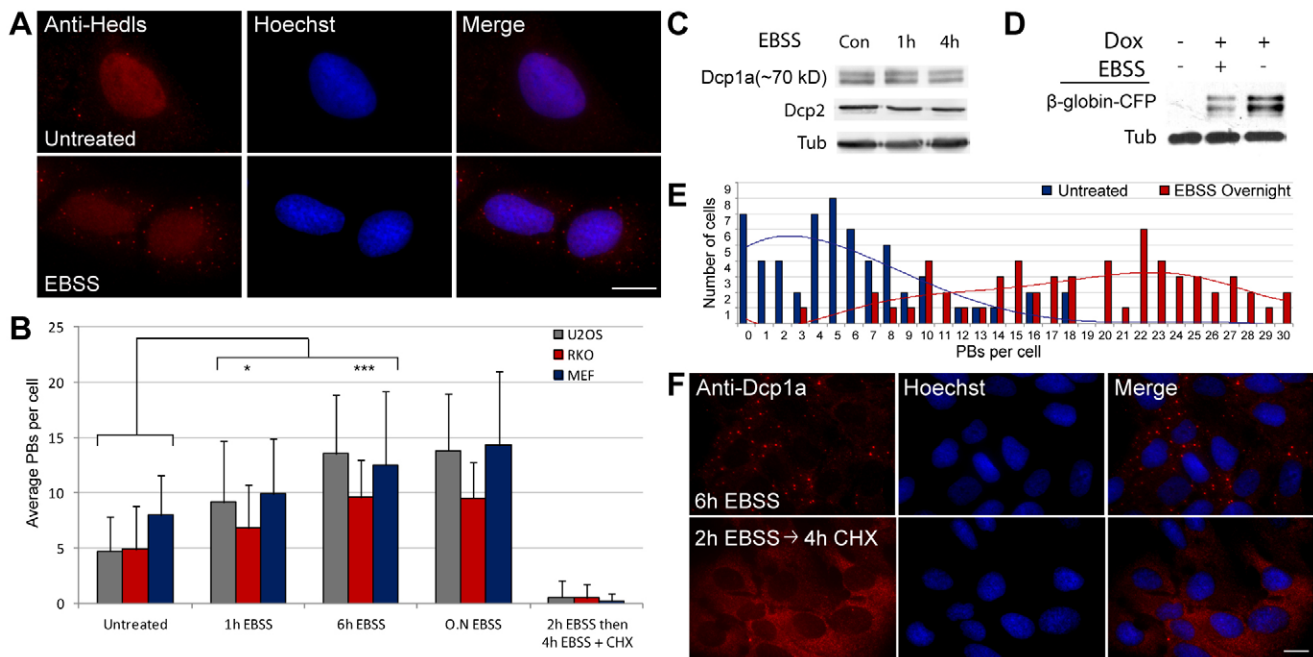 A
Anti-Hedls
Hoechst
Merge
Untreated
EBSS
B
Average PBs per cell
25
20
15
10
5
0
U2OS
RKO
MEF
*
***
Untreated
1h EBSS
6h EBSS
O.N EBSS
2h EBSS then
4h EBSS + CHX
C
EBSS Con 1h 4h
Dcp1a(~70 kD)
Dcp2
Tub
D
Dox - + +
EBSS - + -
β-globin-CFP
Tub
E
Untreated
EBSS Overnight
Number of cells
9
8
7
6
5
4
3
2
1
0 1 2 3 4 5 6 7 8 9 10 11 12 13 14 15 16 17 18 19 20 21 22 23 24 25 26 27 28 29 30
PBs per cell
F
Anti-Dcp1a
Hoechst
Merge
6h EBSS
2h EBSS → 4h CHX